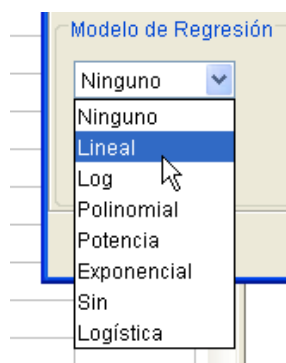 Modelo de Regresión
Ninguno
Ninguno
Lineal
Log
Polinomial
Potencia
Exponencial
Sin
Logística